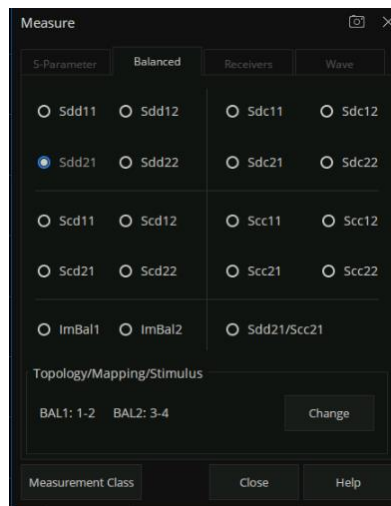 Measure
S-Parameter Balanced Receivers Wave
Sdd11 Sdd12 Sdc11 Sdc12
Sdd21 Sdd22 Sdc21 Sdc22
Scd11 Scd12 Scc11 Scc12
Scd21 Scd22 Scc21 Scc22
ImBal1 ImBal2 Sdd21/Scc21
Topology/Mapping/Stimulus
BAL1: 1-2 BAL2: 3-4 Change
Measurement Class Close Help